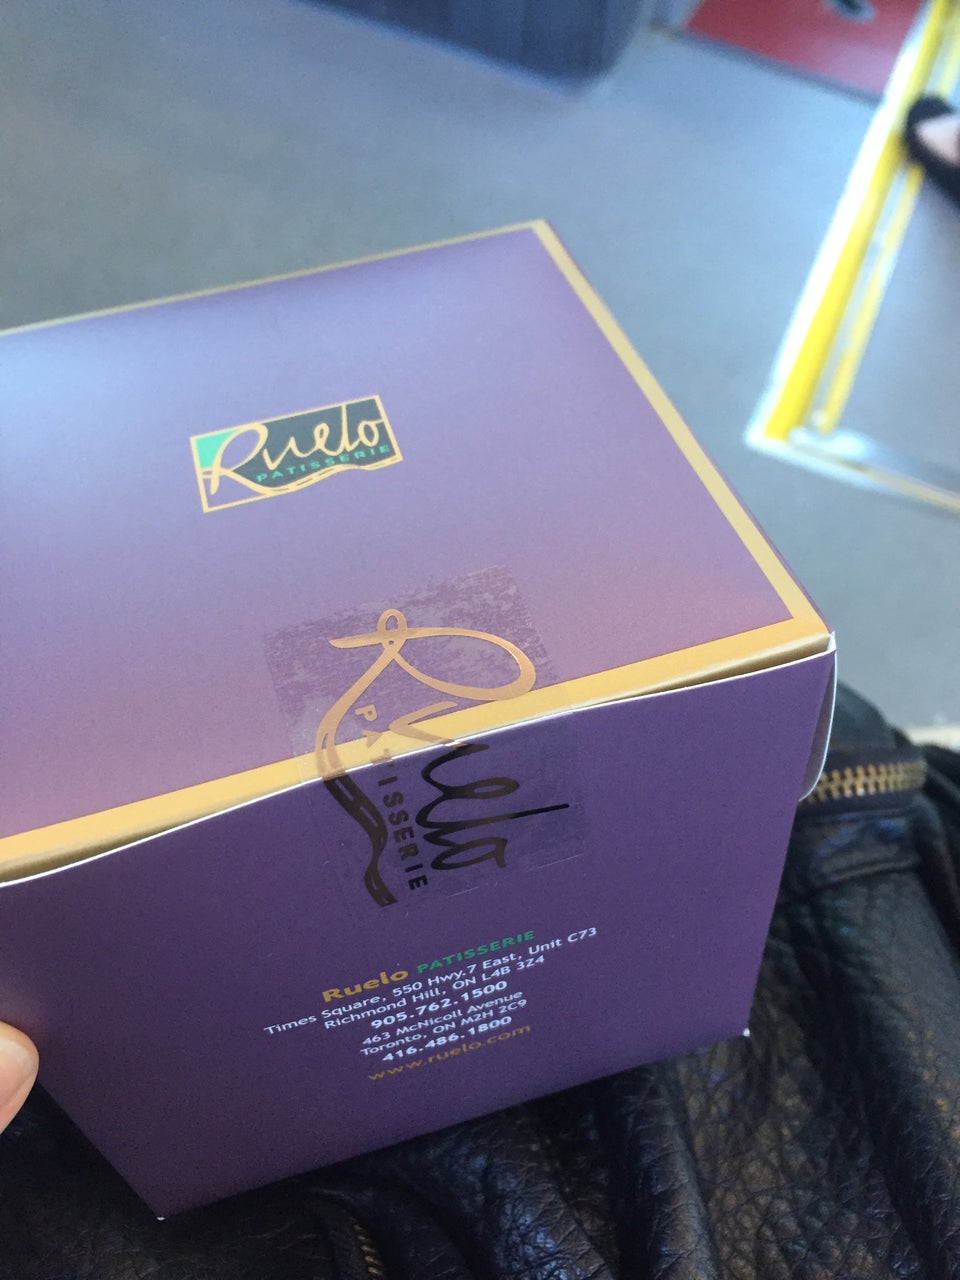 Ruelo
PATISSERIE
Ruelo
PATISSERIE
Ruelo PATISSERIE
Times Square, 550 Hwy.7 East, Unit C73
Richmond Hill, ON L4B 3Z4
905.762.1500
463 McNicoll Avenue
Toronto, ON M2H 2C9
416.486.1800
www.ruelo.com